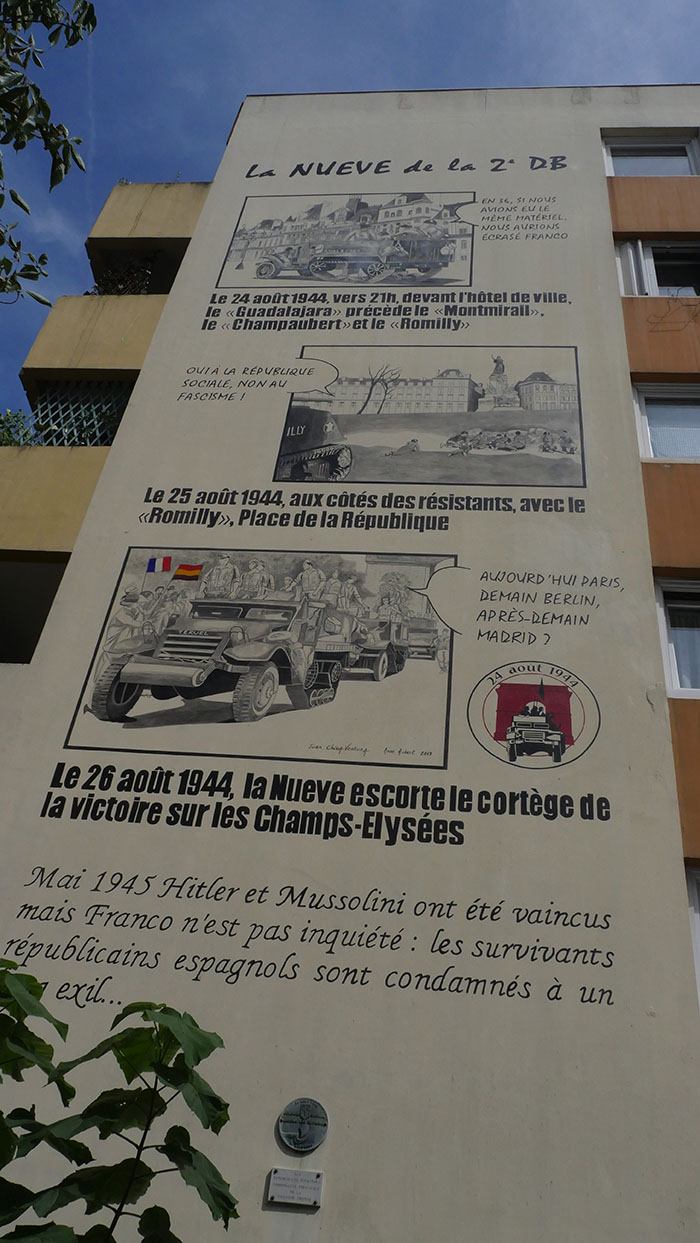 La NUEVE de la 2e DB
EN 36, SI NOUS
AVIONS EU LE
MÊME MATÉRIEL,
NOUS AURIONS
ÉCRASÉ FRANCO
Le 24 août 1944, vers 21h, devant l'hôtel de ville,
le «Guadalajara» précède le «Montmirail»,
le «Champaubert» et le «Romilly»
OUI À LA RÉPUBLIQUE
SOCIALE, NON AU
FASCISME !
ILLY
Le 25 août 1944, aux côtés des résistants, avec le
«Romilly», Place de la République
AUJOURD'HUI PARIS,
DEMAIN BERLIN,
APRÈS-DEMAIN
MADRID ?
TERUEL
24 aout 1944
Le 26 août 1944, la Nueve escorte le cortège de
la victoire sur les Champs-Elysées
Mai 1945 Hitler et Mussolini ont été vaincus
mais Franco n'est pas inquiété : les survivants
républicains espagnols sont condamnés à un
exil...